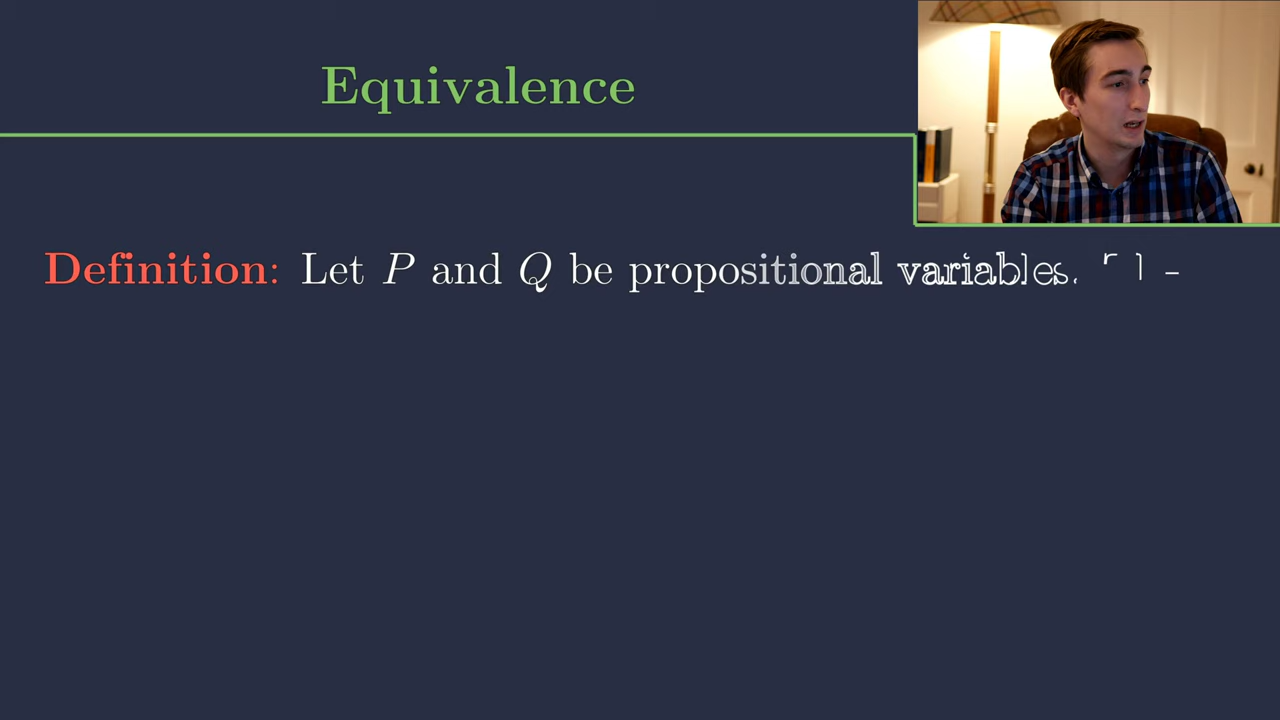 Equivalence
Definition: Let P and Q be propositional variables.